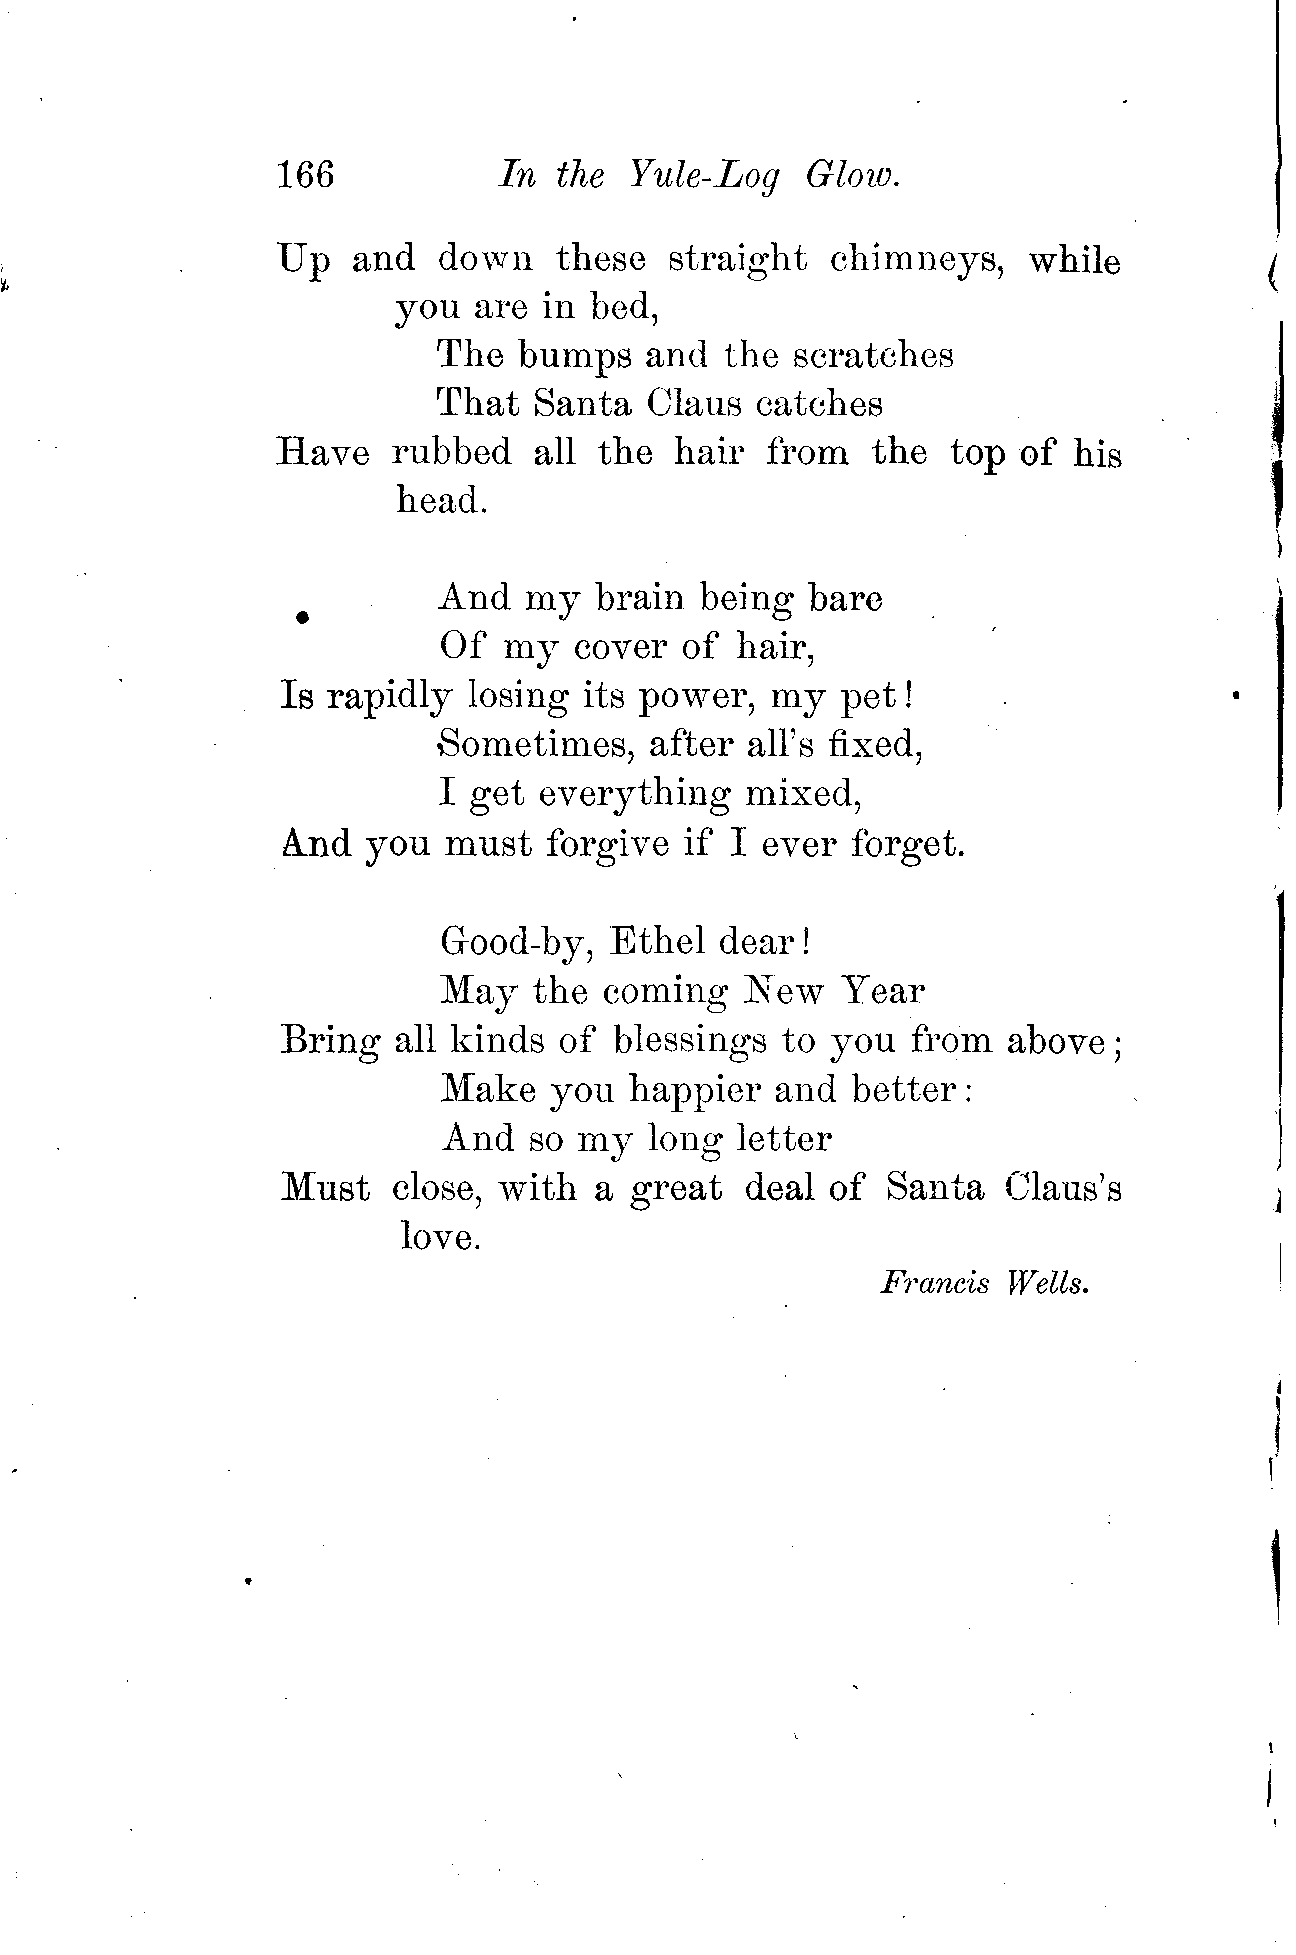 166 In the Yule-Log Glow.
Up and down these straight chimneys, while
you are in bed,
The bumps and the scratches
That Santa Claus catches
Have rubbed all the hair from the top of his
head.
And my brain being bare
Of my cover of hair,
Is rapidly losing its power, my pet!
Sometimes, after all's fixed,
I get everything mixed,
And you must forgive if I ever forget.
Good-by, Ethel dear!
May the coming New Year
Bring all kinds of blessings to you from above;
Make you happier and better:
And so my long letter
Must close, with a great deal of Santa Claus's
love.
Francis Wells.